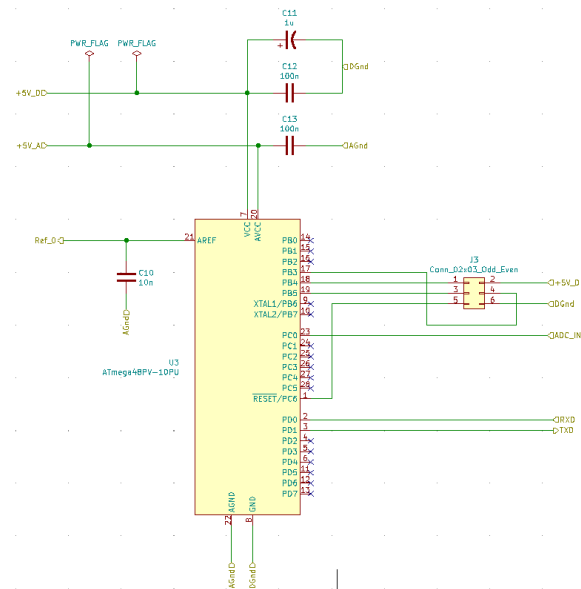 C11
1u
PWR_FLAG PWR_FLAG
+
DGnd
C12
100n
+5V_D
C13
100n
+5V_A
AGnd
7 20
VCC AVCC
Ref_0
21 AREF
C10
10n
AGnd
PB0 14
PB1 15
PB2 16
PB3 17
PB4 18
PB5 19
XTAL1/PB6 9
XTAL2/PB7 10
PC0 23
PC1 24
PC2 25
PC3 26
PC4 27
PC5 28
RESET/PC6 1
PD0 2
PD1 3
PD2 4
PD3 5
PD4 6
PD5 11
PD6 12
PD7 13
J3
Conn_02x03_Odd_Even
1 2
3 4
5 6
+5V_D
DGnd
ADC_IN
RXD
TXD
U3
ATmega48PV-10PU
AGND GND
22 8
AGnd DGnd